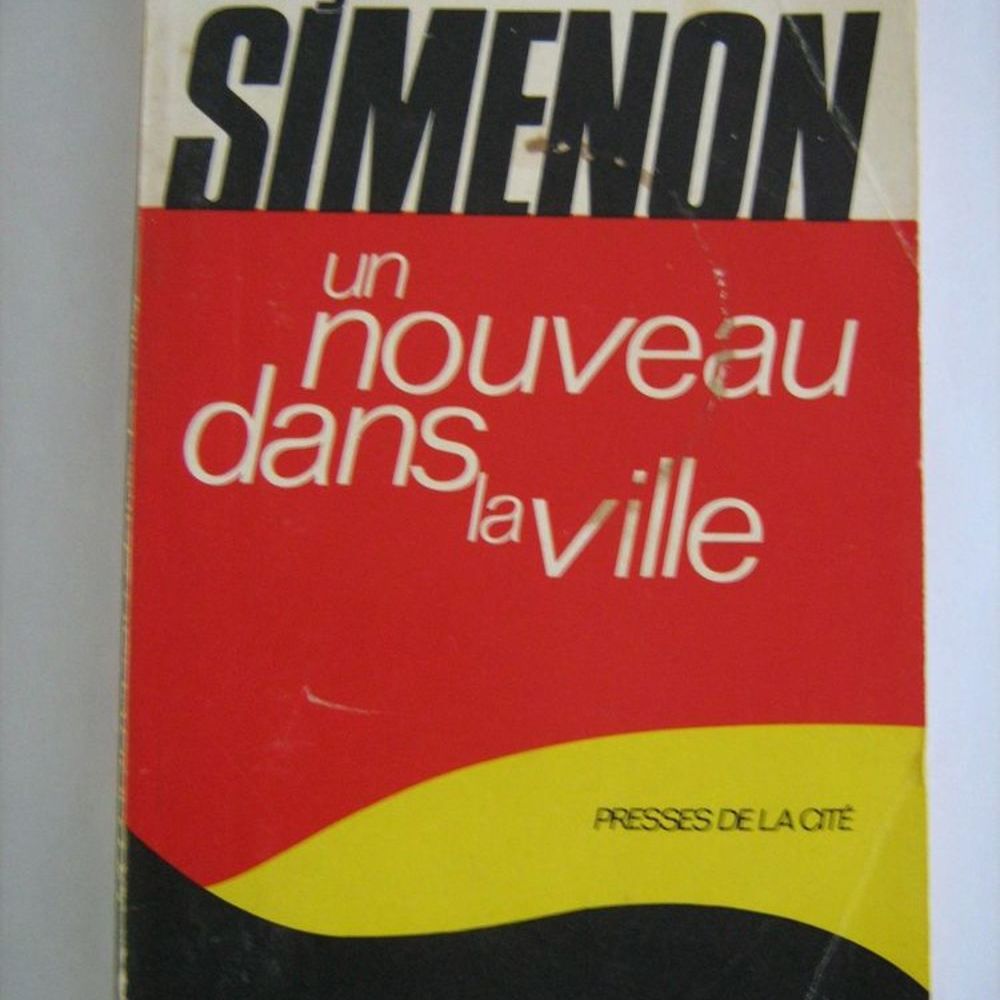 SIMENON
un
nouveau
dans
la ville
PRESSES DE LA CITÉ